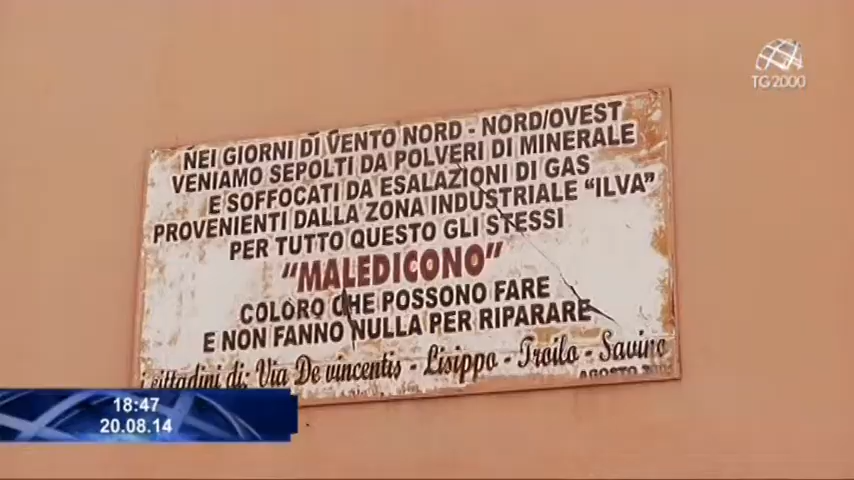 TG2000
NEI GIORNI DI VENTO NORD - NORD/OVEST
VENIAMO SEPOLTI DA POLVERI DI MINERALE
E SOFFOCATI DA ESALAZIONI DI GAS
PROVENIENTI DALLA ZONA INDUSTRIALE "ILVA"
PER TUTTO QUESTO GLI STESSI
"MALEDICONO"
COLORO CHE POSSONO FARE
E NON FANNO NULLA PER RIPARARE
i cittadini di: Via De Vincentis - Lisippo - Troilo - Savino
AGOSTO
18:47
20.08.14